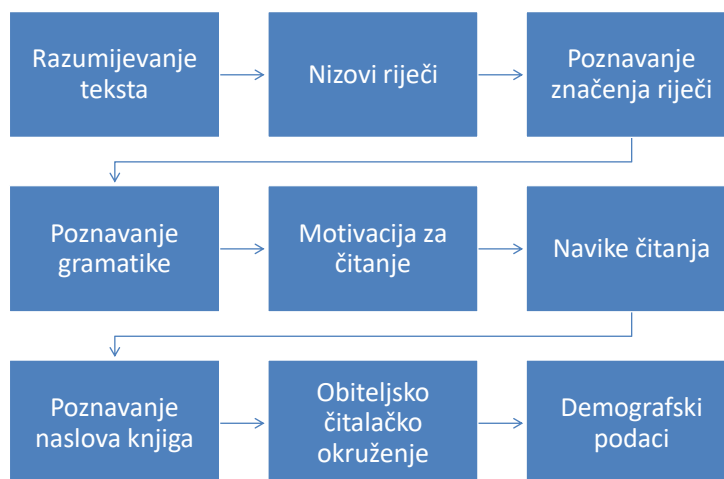 Razumijevanje
teksta
Nizovi riječi
Poznavanje
značenja riječi
Poznavanje
gramatike
Motivacija za
čitanje
Navike čitanja
Poznavanje
naslova knjiga
Obiteljsko
čitalačko
okruženje
Demografski
podaci